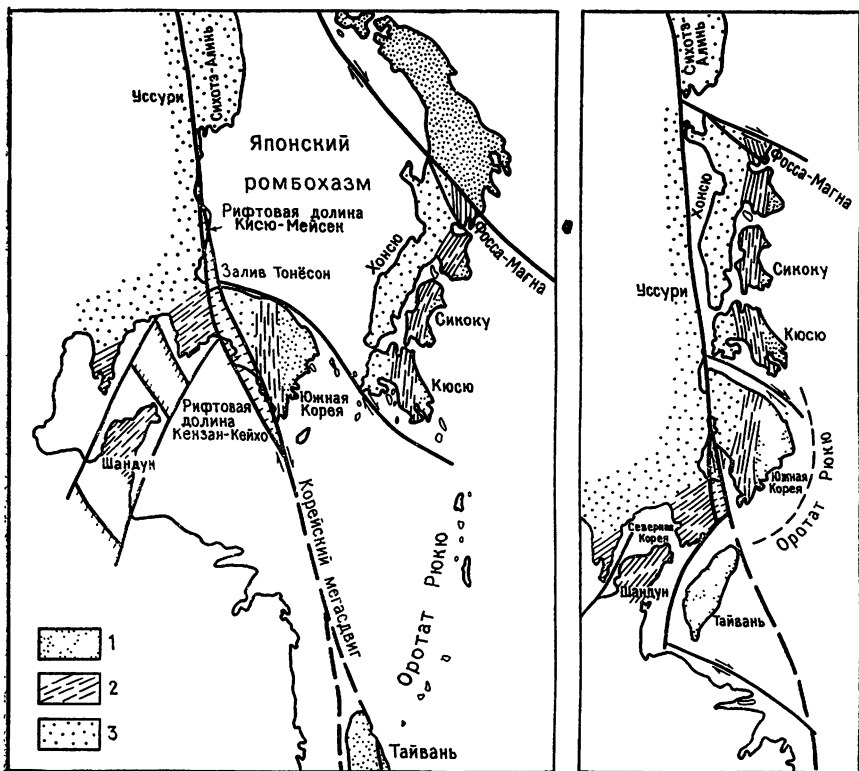 Уссури
Сихотэ-Алинь
Японский
ромбохазм
Рифтовая долина
Кисю-Мейсен
Залив Тонёсон
Хонсю
Фосса-Магна
Сикоку
Кюсю
Южная
Корея
Рифтовая
долина
Кензан-Кейхо
Шандун
Корейский мегасдвиг
Оротат Рюкю
Тайвань
1
2
3
Сихотэ-
Алинь
Фосса-Магна
Хонсю
Уссури
Сикоку
Кюсю
Южная
Корея
Оротат Рюкю
Северная
Корея
Шандун
Тайвань